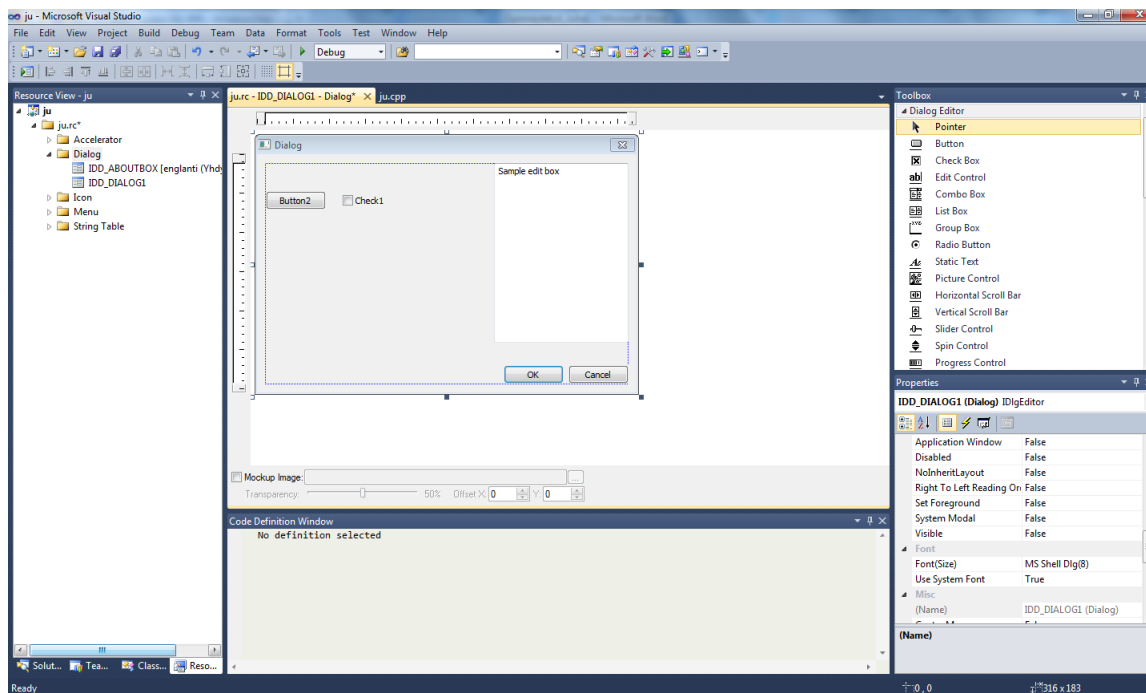 ju - Microsoft Visual Studio
File Edit View Project Build Debug Team Data Format Tools Test Window Help
Debug
Resource View - ju
ju
ju.rc*
Accelerator
Dialog
IDD_ABOUTBOX [englanti (Yhdy
IDD_DIALOG1
Icon
Menu
String Table
Solut... Tea... Class... Reso...
ju.rc - IDD_DIALOG1 - Dialog* ju.cpp
Dialog
Sample edit box
Button2 Check1
OK Cancel
Mockup Image: ...
Transparency: 50% Offset X: 0 Y: 0
Code Definition Window
No definition selected
Toolbox
Dialog Editor
Pointer
Button
Check Box
Edit Control
Combo Box
List Box
Group Box
Radio Button
Static Text
Picture Control
Horizontal Scroll Bar
Vertical Scroll Bar
Slider Control
Spin Control
Progress Control
Properties
IDD_DIALOG1 (Dialog) IDlgEditor
Application Window False
Disabled False
NoInheritLayout False
Right To Left Reading Or False
Set Foreground False
System Modal False
Visible False
Font
Font(Size) MS Shell Dlg(8)
Use System Font True
Misc
(Name) IDD_DIALOG1 (Dialog)
(Name)
Ready 0, 0 316 x 183